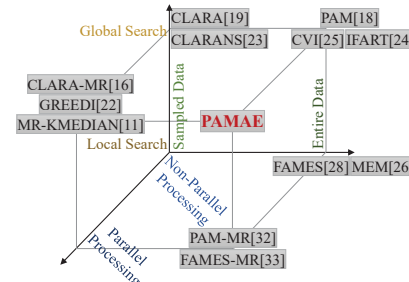 CLARA[19] PAM[18]
Global Search
CLARANS[23] CVI[25] IFART[24
CLARA-MR[16]
GREEDI[22]
MR-KMEDIAN[11]
PAMAE
Sampled Data
Entire Data
Local Search
FAMES[28] MEM[26
Non-Parallel
Processing
Parallel
Processing
PAM-MR[32]
FAMES-MR[33]